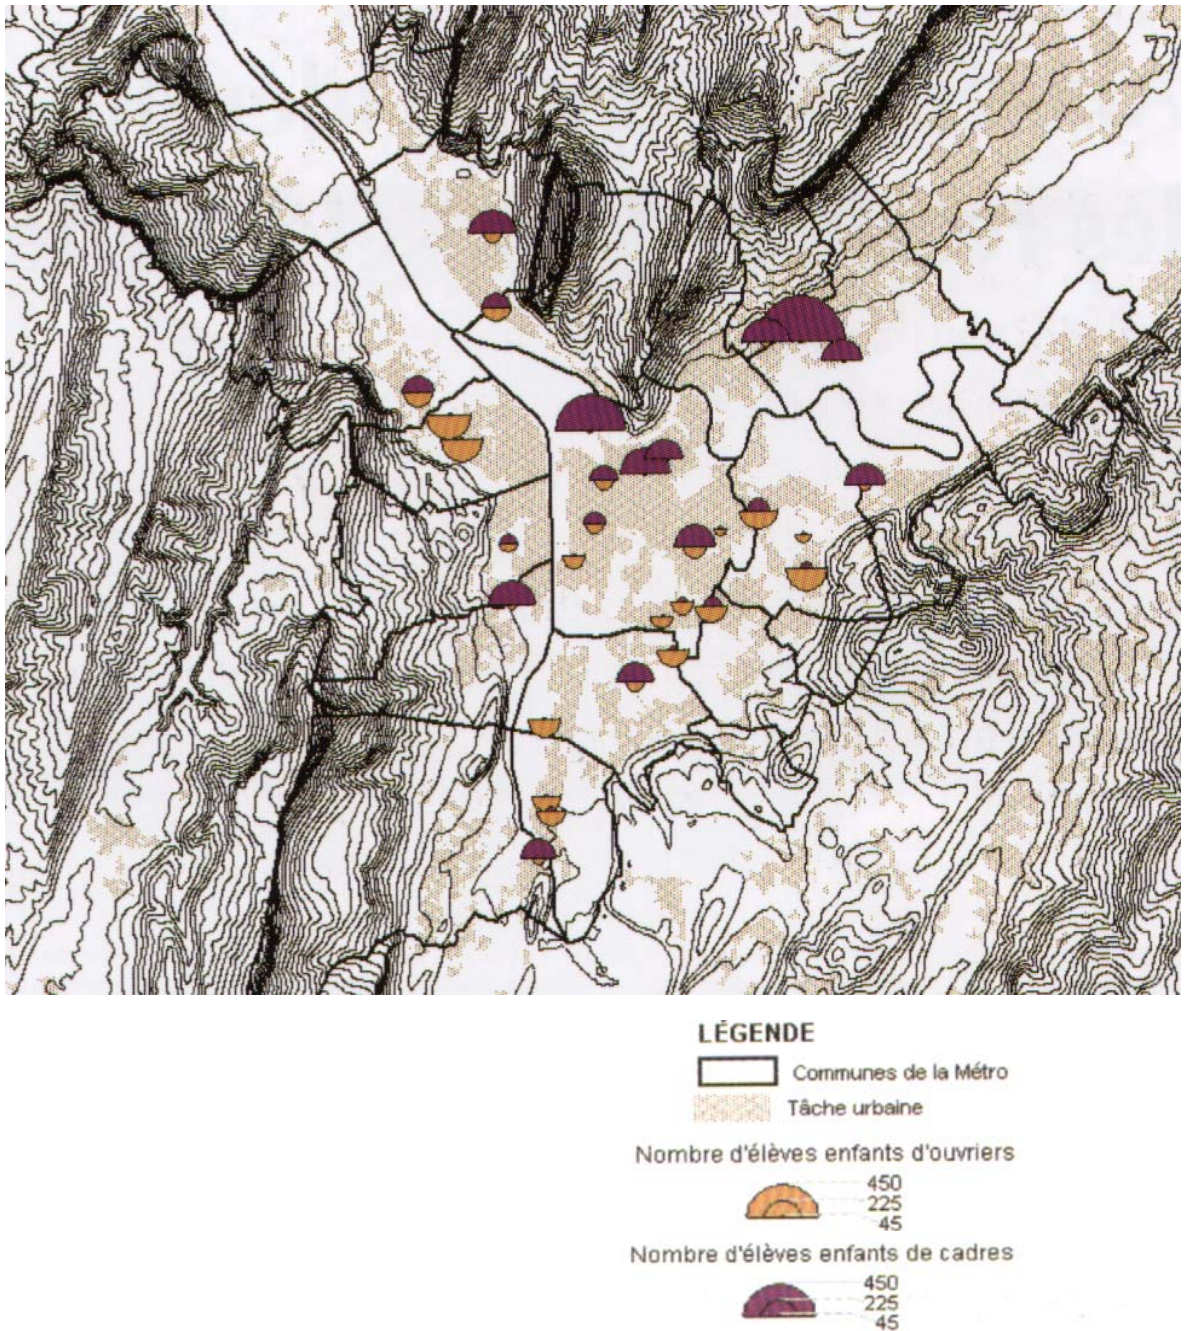 LÉGENDE
Communes de la Métro
Tâche urbaine
Nombre d'élèves enfants d'ouvriers
450
225
45
Nombre d'élèves enfants de cadres
450
225
45